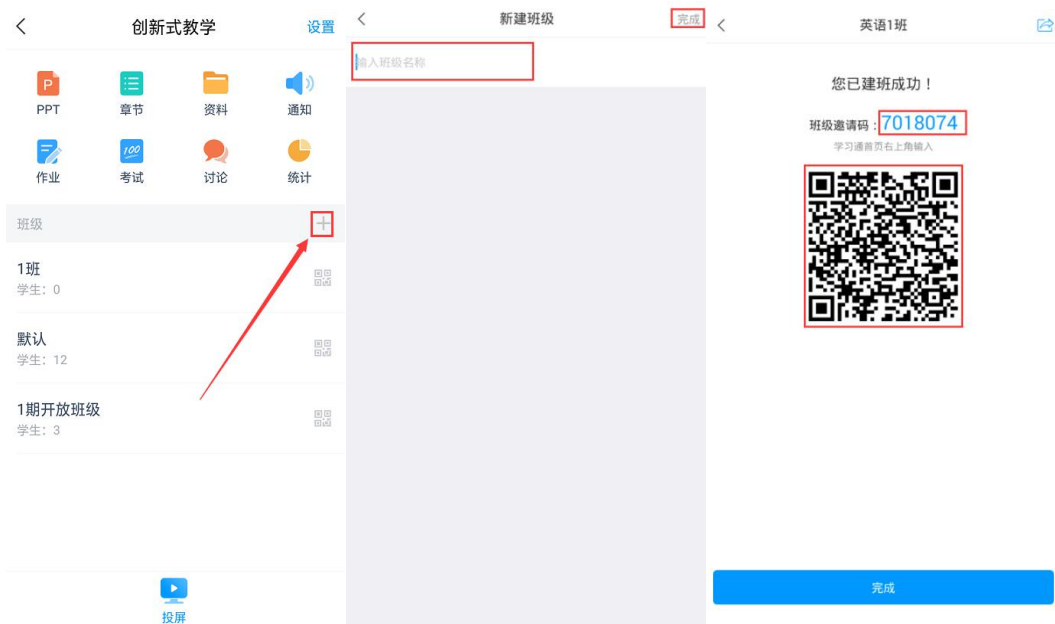 创新式教学
设置
P
PPT
章节
资料
通知
100
作业
考试
讨论
统计
班级
1班
学生：0
默认
学生：12
1期开放班级
学生：3
投屏
新建班级
完成
输入班级名称
英语1班
您已建班成功！
班级邀请码：7018074
学习通首页右上角输入
完成